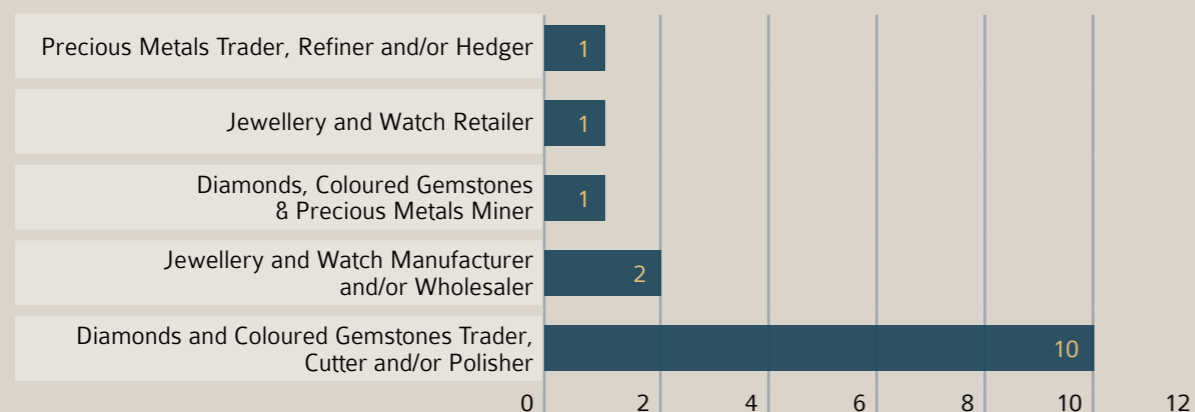 Precious Metals Trader, Refiner and/or Hedger
1
Jewellery and Watch Retailer
1
Diamonds, Coloured Gemstones
& Precious Metals Miner
1
Jewellery and Watch Manufacturer
and/or Wholesaler
2
Diamonds and Coloured Gemstones Trader,
Cutter and/or Polisher
10
0 2 4 6 8 10 12